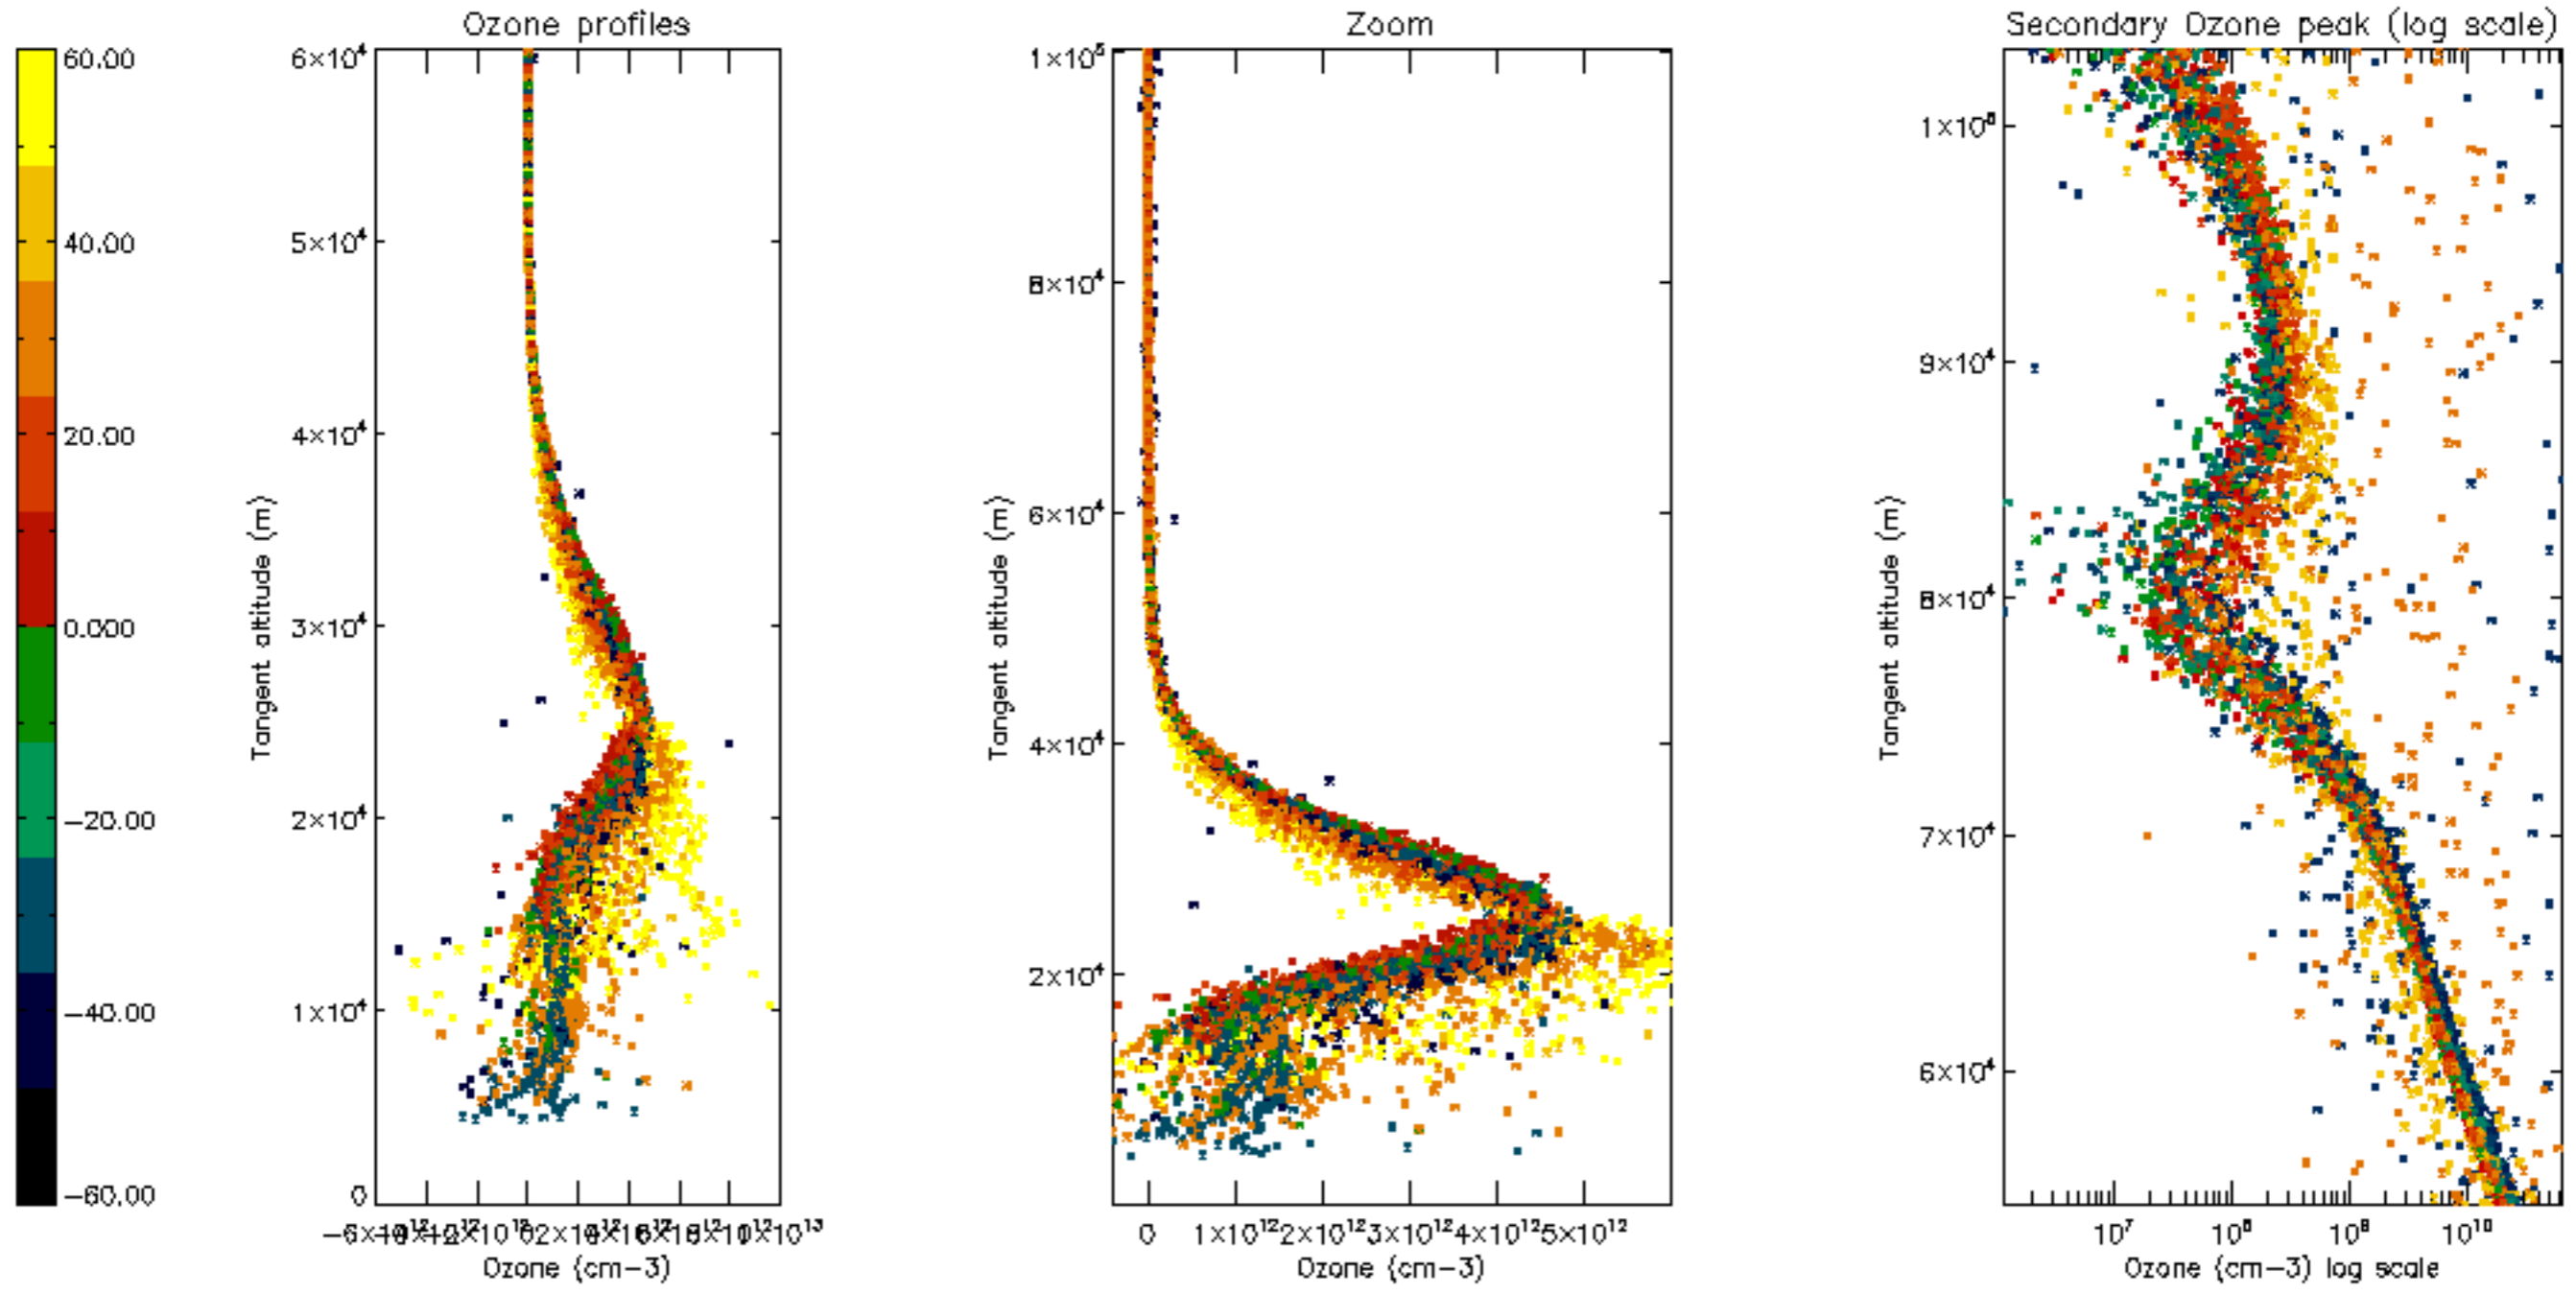 60.00
40.00
20.00
0.000
−20.00
−40.00
−60.00
Ozone profiles
6×10⁴
5×10⁴
4×10⁴
3×10⁴
2×10⁴
1×10⁴
0
Tangent altitude (m)
Ozone (cm−3)
Zoom
1×10⁵
8×10⁴
6×10⁴
4×10⁴
2×10⁴
Tangent altitude (m)
0 1×10¹² 2×10¹² 3×10¹² 4×10¹² 5×10¹²
Ozone (cm−3)
Secondary Ozone peak (log scale)
1×10⁵
9×10⁴
8×10⁴
7×10⁴
6×10⁴
Tangent altitude (m)
10⁷ 10⁸ 10⁹ 10¹⁰
Ozone (cm−3) log scale